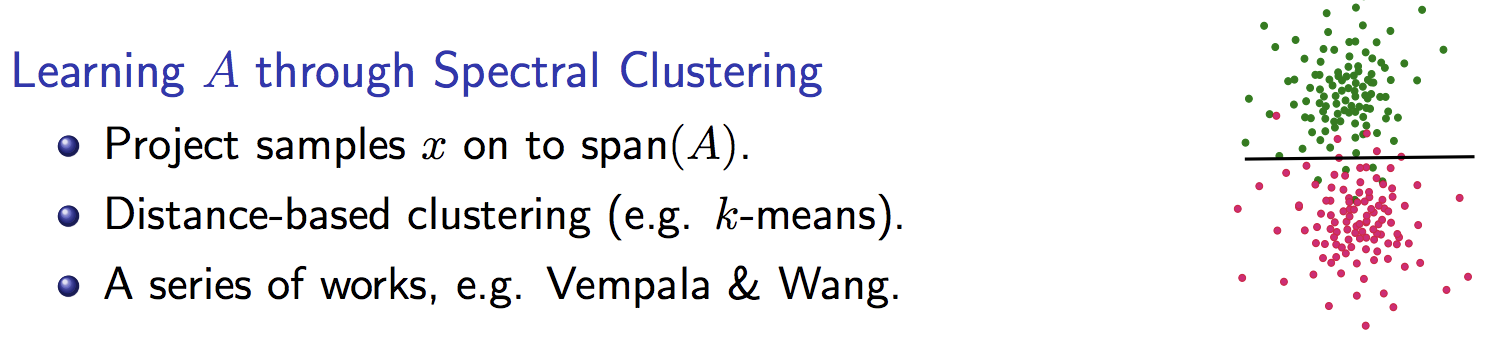 Learning A through Spectral Clustering
Project samples x on to span(A).
Distance-based clustering (e.g. k-means).
A series of works, e.g. Vempala & Wang.